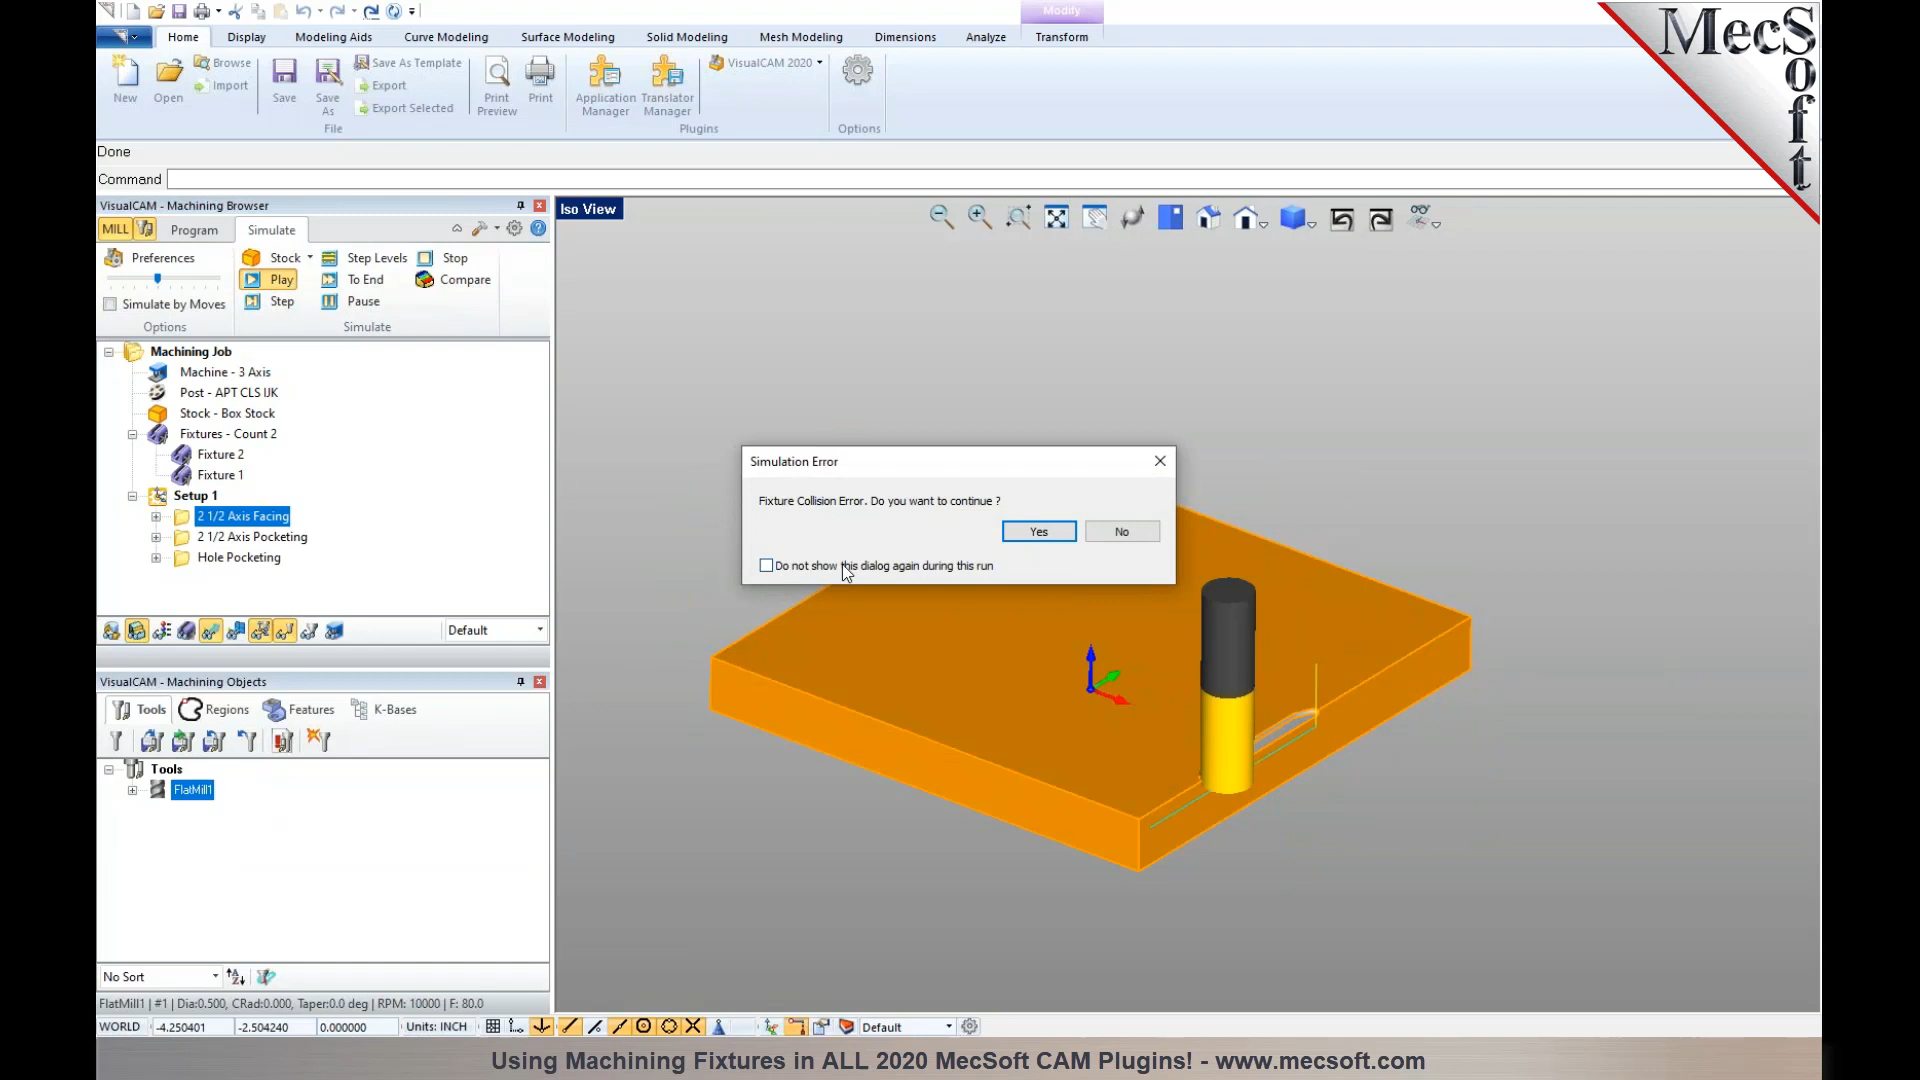 Modify
Home Display Modeling Aids Curve Modeling Surface Modeling Solid Modeling Mesh Modeling Dimensions Analyze Transform
New Open Browse Import Save Save As Save As Template Export Export Selected Print Preview Print Application Manager Translator Manager VisualCAM 2020
File Plugins Options
MecSoft
Done
Command
VisualCAM - Machining Browser
Iso View
MILL Program Simulate
Preferences Stock Step Levels Stop
Play To End Compare
Simulate by Moves Step Pause
Options Simulate
Machining Job
Machine - 3 Axis
Post - APT CLS IJK
Stock - Box Stock
Fixtures - Count 2
Fixture 2
Fixture 1
Setup 1
2 1/2 Axis Facing
2 1/2 Axis Pocketing
Hole Pocketing
Default
Simulation Error
Fixture Collision Error. Do you want to continue ?
Yes No
Do not show this dialog again during this run
VisualCAM - Machining Objects
Tools Regions Features K-Bases
Tools
FlatMill1
No Sort
FlatMill1 | #1 | Dia:0.500, CRad:0.000, Taper:0.0 deg | RPM: 10000 | F: 80.0
WORLD -4.250401 -2.504240 0.000000 Units: INCH Default
Using Machining Fixtures in ALL 2020 MecSoft CAM Plugins! - www.mecsoft.com